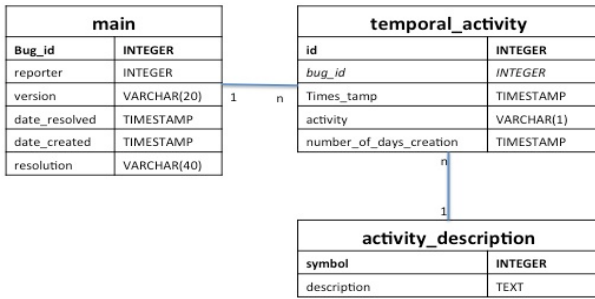 main
Bug_id INTEGER
reporter INTEGER
version VARCHAR(20)
date_resolved TIMESTAMP
date_created TIMESTAMP
resolution VARCHAR(40)
1 n
temporal_activity
id INTEGER
bug_id INTEGER
Times_tamp TIMESTAMP
activity VARCHAR(1)
number_of_days_creation TIMESTAMP
n
1
activity_description
symbol INTEGER
description TEXT